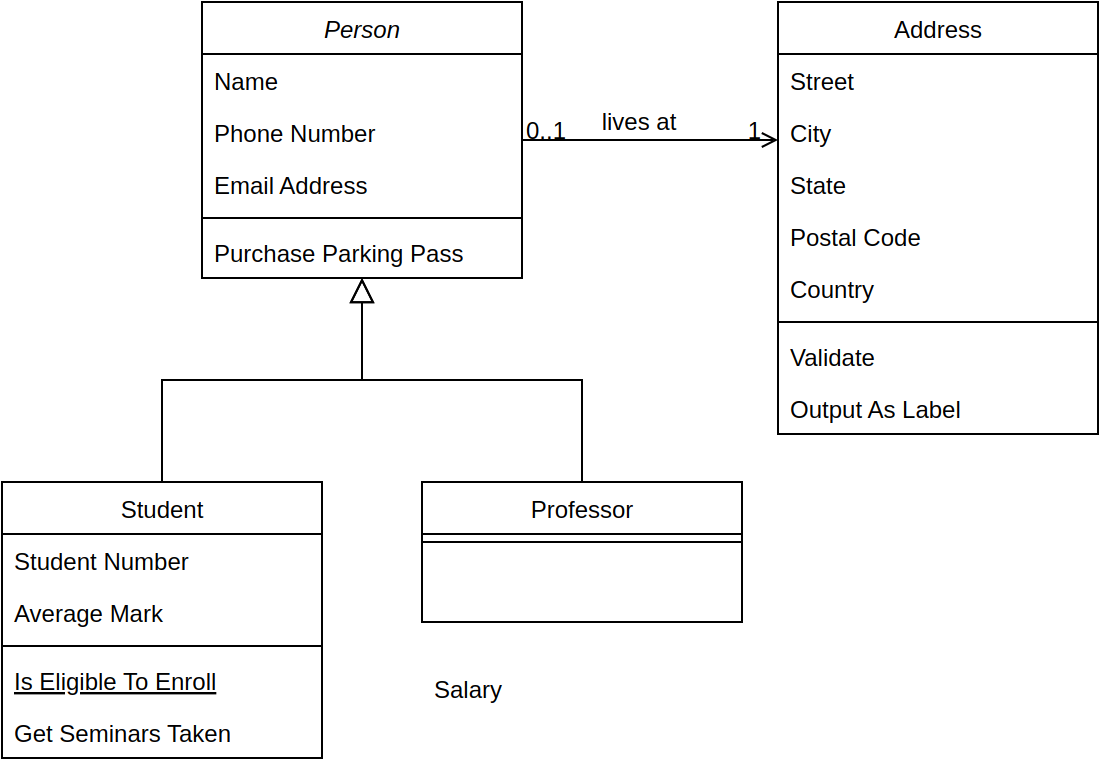 Person
Name
Phone Number
Email Address
Purchase Parking Pass
0..1
lives at
1
Address
Street
City
State
Postal Code
Country
Validate
Output As Label
Student
Student Number
Average Mark
Is Eligible To Enroll
Get Seminars Taken
Professor
Salary